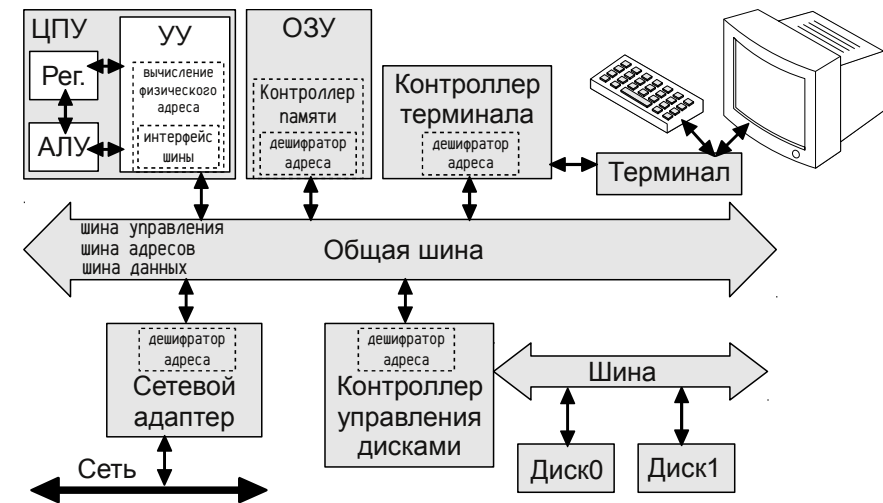 ЦПУ
УУ
Рег.
АЛУ
вычисление
физического
адреса
интерфейс
шины
ОЗУ
Контроллер
памяти
дешифратор
адреса
Контроллер
терминала
дешифратор
адреса
Терминал
шина управления
шина адресов
шина данных
Общая шина
дешифратор
адреса
Сетевой
адаптер
Сеть
дешифратор
адреса
Контроллер
управления
дисками
Шина
Диск0
Диск1